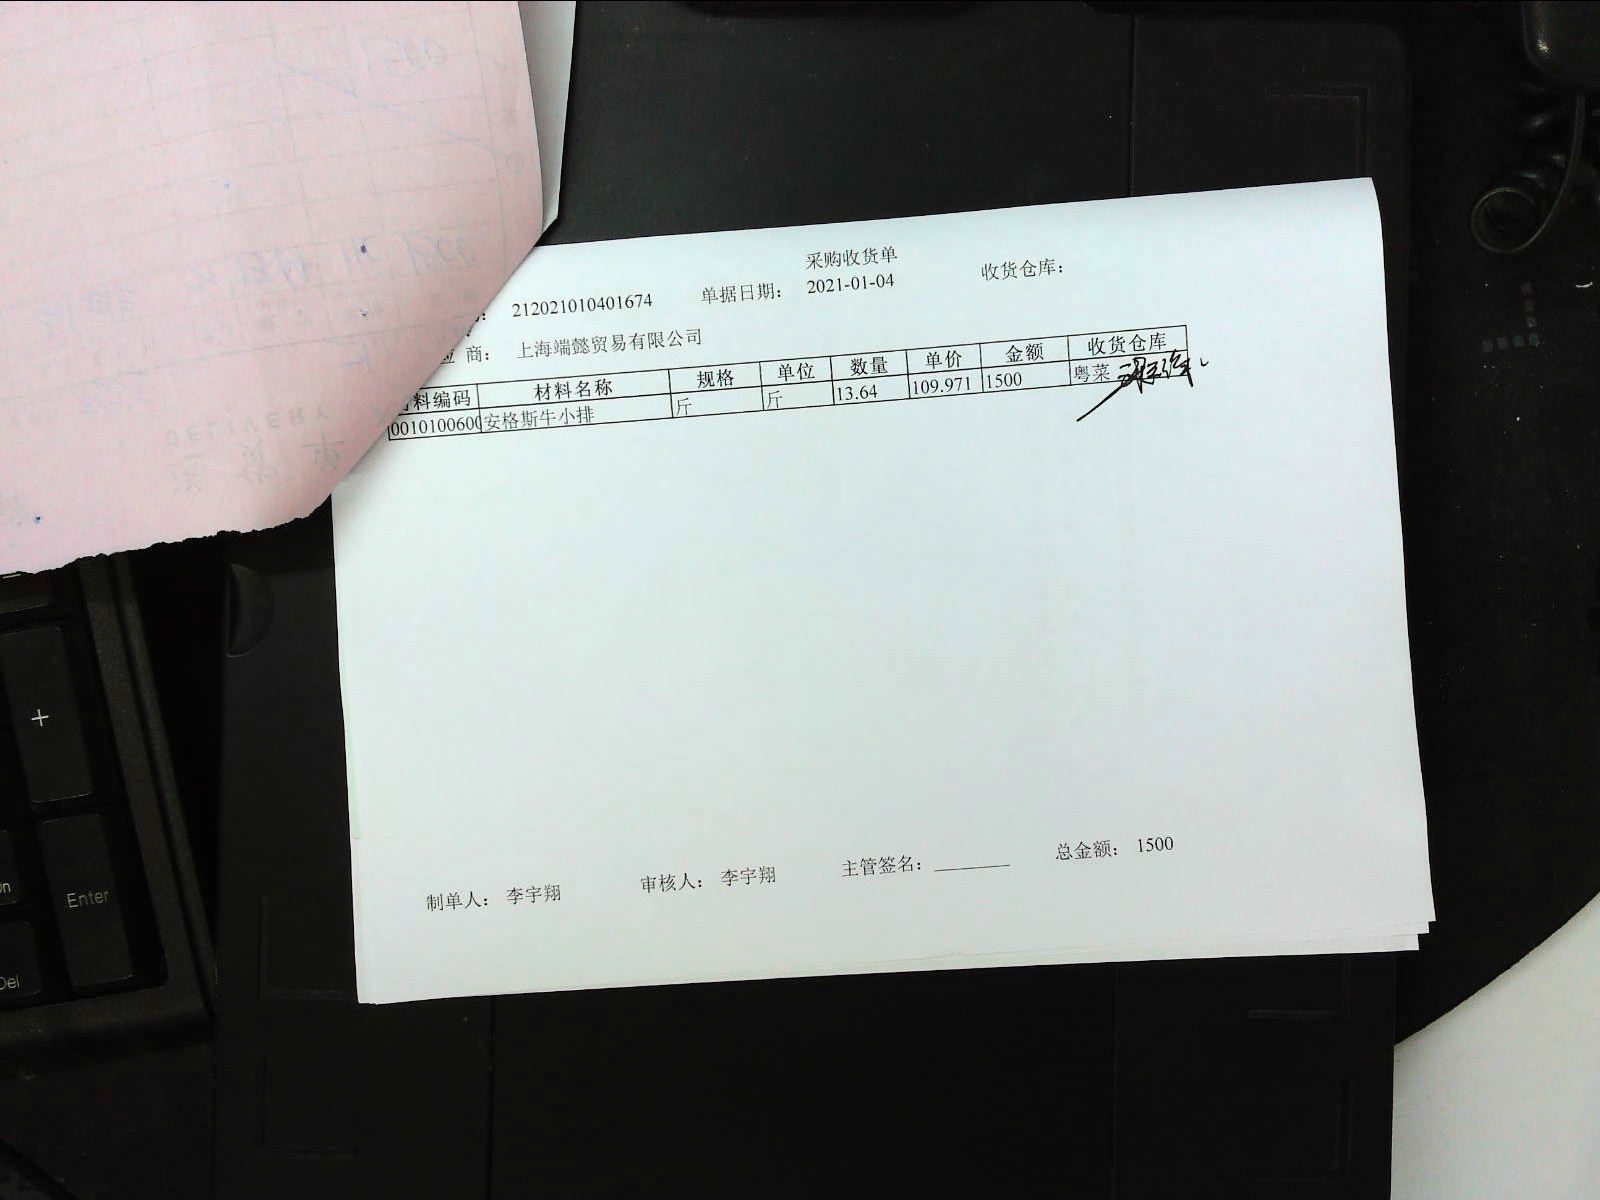 采购收货单
212021010401674 单据日期: 2021-01-04 收货仓库:
应 商: 上海端懿贸易有限公司
料编码 材料名称 规格 单位 数量 单价 金额 收货仓库
0010100600 安格斯牛小排 斤 斤 13.64 109.971 1500 粤菜
制单人: 李宇翔 审核人: 李宇翔 主管签名: 总金额: 1500
DELIVERY
+
Enter
Del